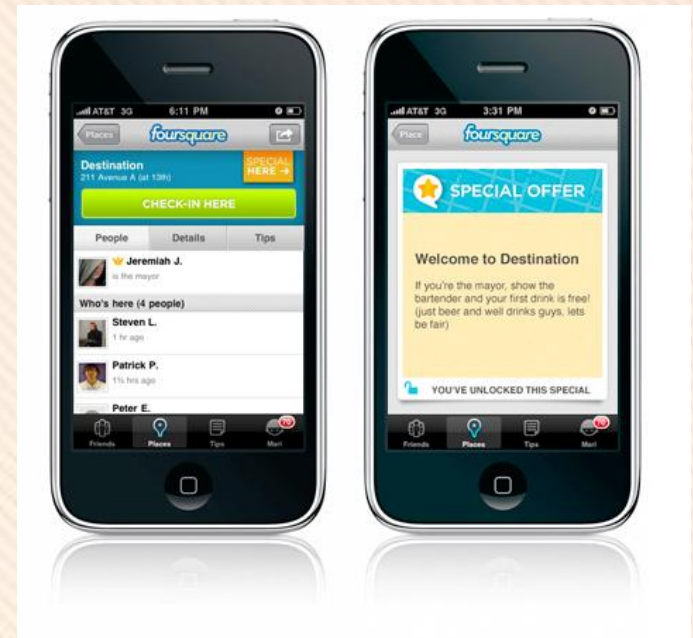 AT&T 3G 6:11 PM
Places foursquare
Destination
211 Avenue A (at 13th)
SPECIAL
HERE →
CHECK-IN HERE
People Details Tips
Jeremiah J.
is the mayor
Who's here (4 people)
Steven L.
1 hr ago
Patrick P.
1½ hrs ago
Peter E.
70
Friends Places Tips Mari
AT&T 3G 3:31 PM
Place foursquare
SPECIAL OFFER
Welcome to Destination
If you're the mayor, show the
bartender and your first drink is free!
(just beer and well drinks guys, lets
be fair)
YOU'VE UNLOCKED THIS SPECIAL
70
Friends Places Tips Mari